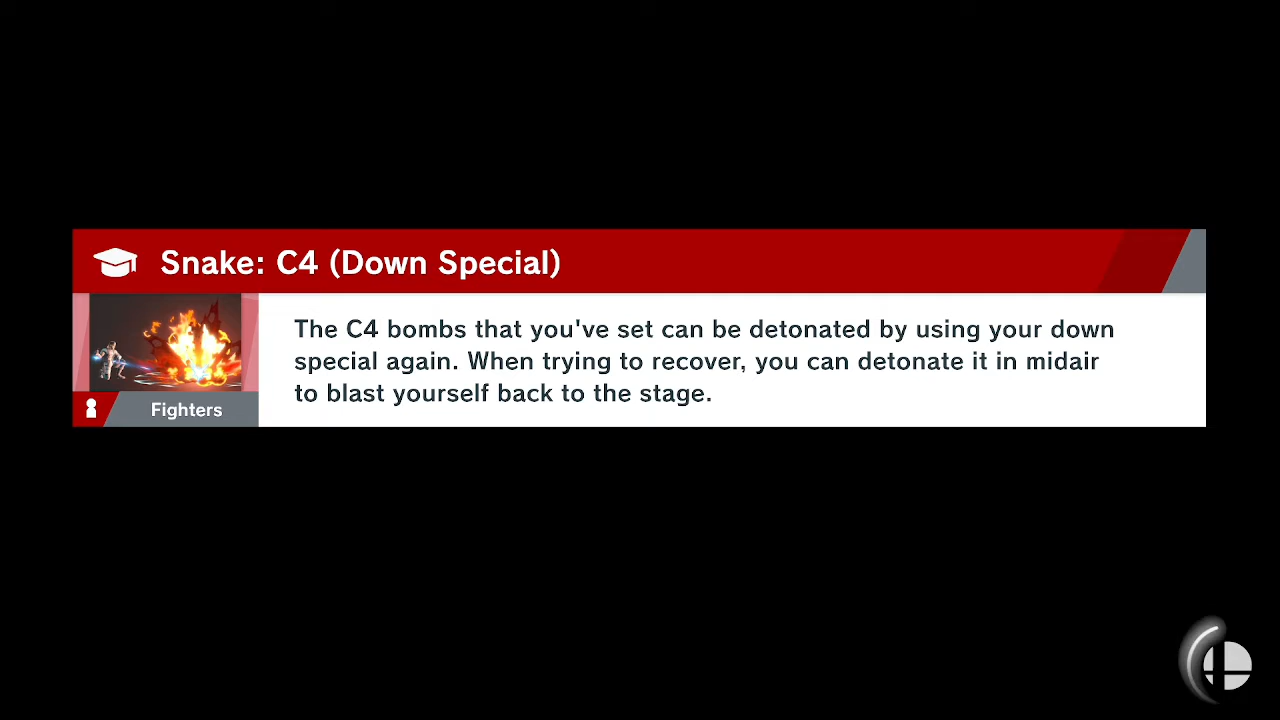 Snake: C4 (Down Special)
The C4 bombs that you've set can be detonated by using your down
special again. When trying to recover, you can detonate it in midair
to blast yourself back to the stage.
Fighters